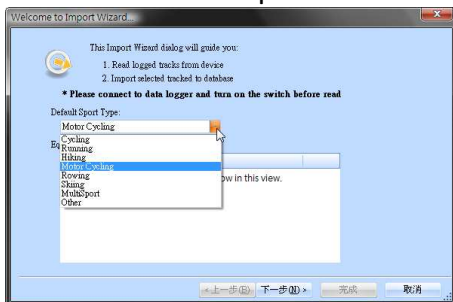 Welcome to Import Wizard...
This Import Wizard dialog will guide you:
1. Read logged tracks from device
2. Import selected tracked to database
* Please connect to data logger and turn on the switch before read
Default Sport Type:
Motor Cycling
Cycling
Eq
Running
Hiking
Motor Cycling
Rowing
ow in this view.
Skiing
MultiSport
Other
<上一步(B)
下一步(N) >
完成
取消